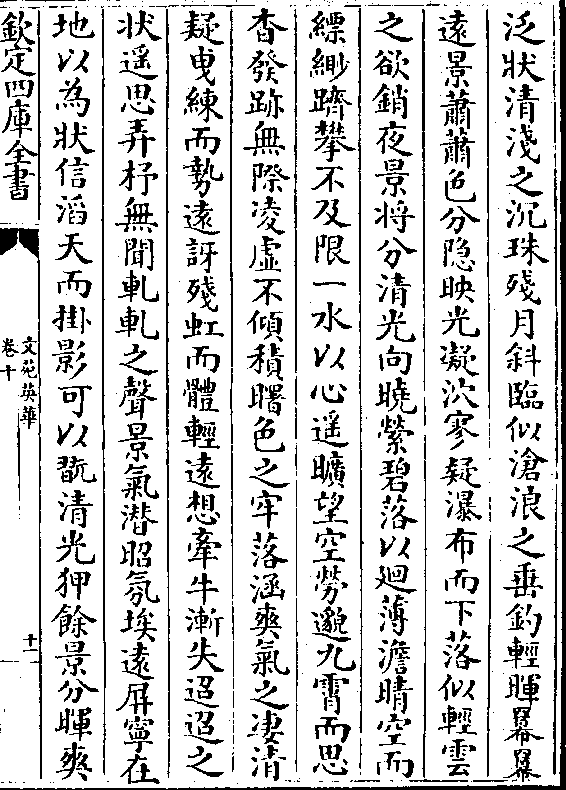 泛狀清淺之沉珠殘月斜臨似滄浪之垂釣輕暉羃羃
遠景蕭蕭色分隐映光凝泬寥疑瀑布而下落似輕雲
之欲銷夜景将分清光向曉縈碧落以廻薄澹晴空而
縹緲躋攀不及限一水以心遥曠望空勞邈九霄而思
杳發跡無際凌虛不傾積曙色之牢落涵爽氣之淒清
疑曳練而勢遠訝殘虹而體輕遠想牽牛漸失迢迢之
狀遥思弄杼無聞軋軋之聲景氣潜昭氛埃遠屏寧在
地以為狀信滔天而掛影可以翫清光狎餘景分暉爽
欽定四庫全書
文苑英華
卷十
十一